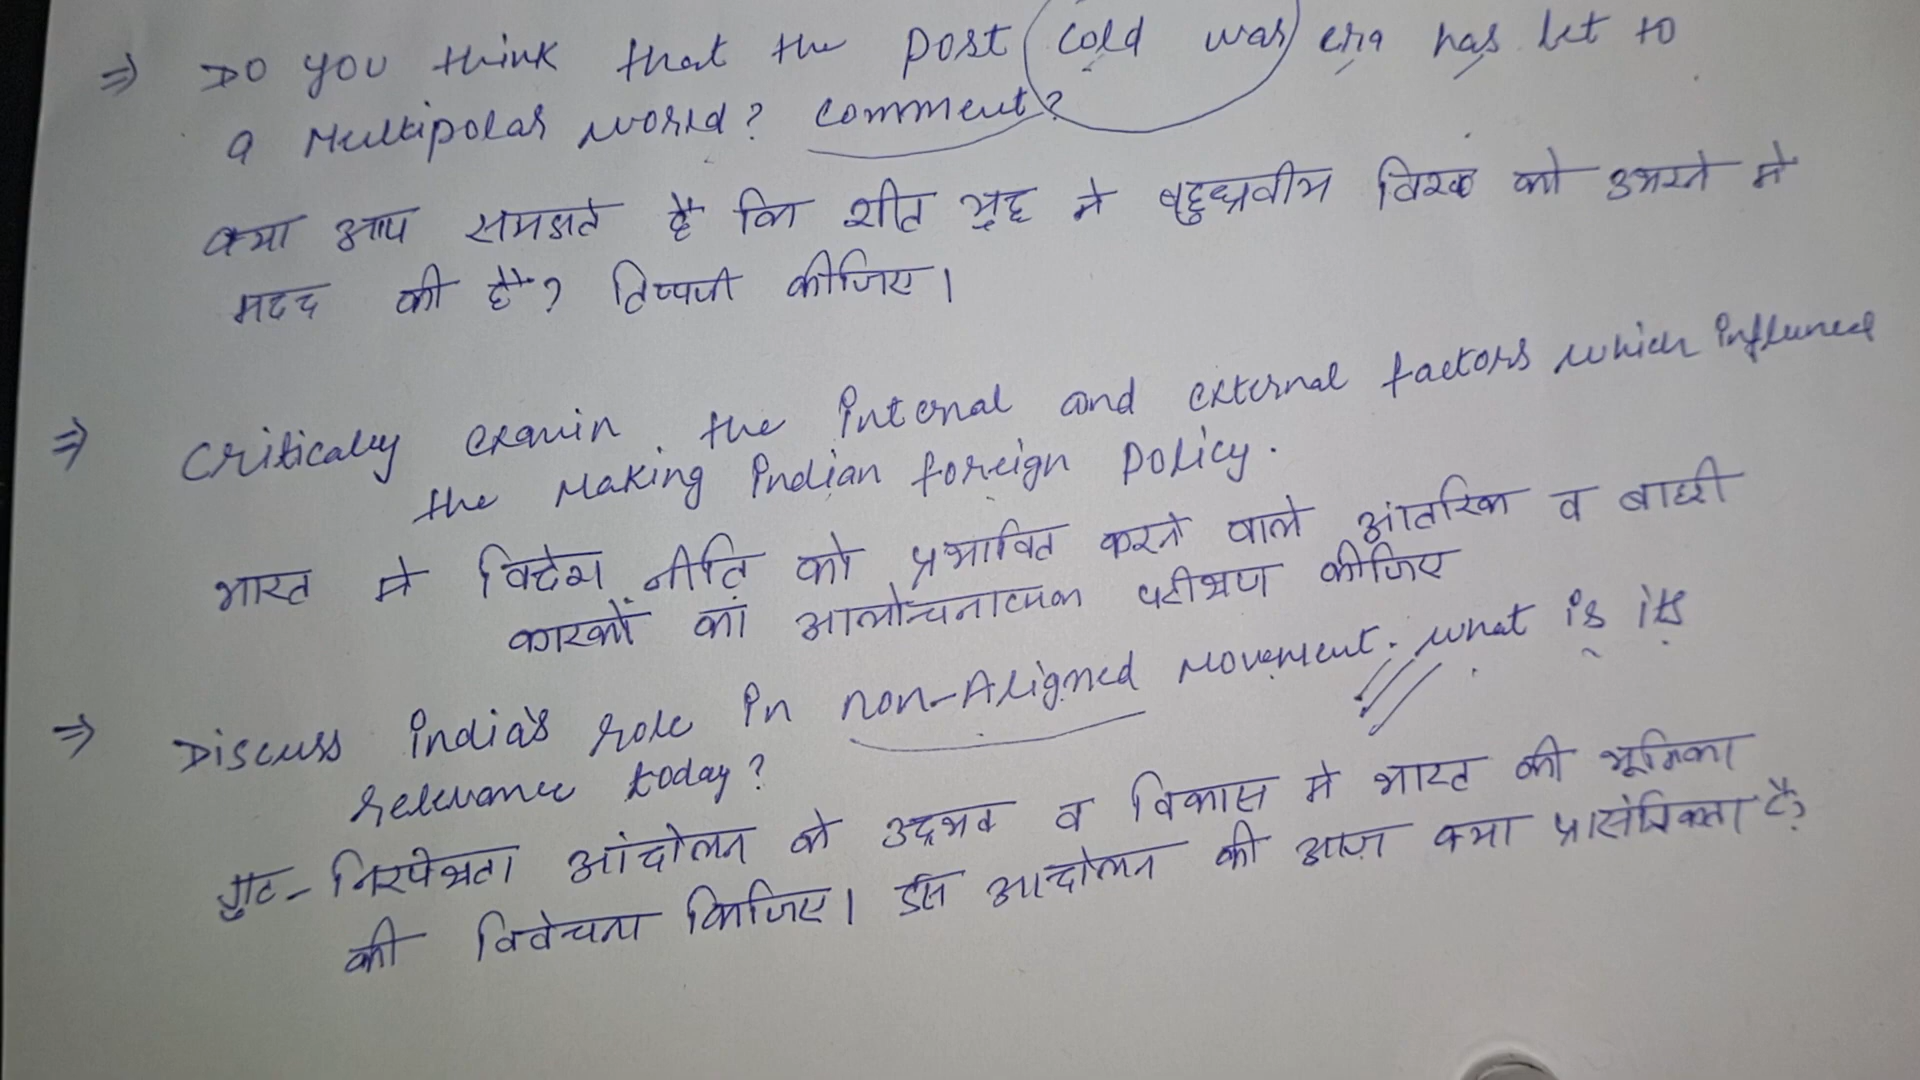 ⇒ Do you think that the post cold war era has let to
a Multipolar world? comment?
क्या आप समझते है कि शीत युद्ध मे बहुध्रुवीय विश्व को उभरने मे
मदद की है? टिप्पणी कीजिए।
⇒ Critically examin. the internal and external factors which influnced
the Making Indian foreign policy.
भारत मे विदेश नीति को प्रभावित करने वाले आंतरिक व बाहरी
कारकों का आलोचनात्मक परीक्षण कीजिए
⇒ Discuss India's role in non-Aligned Movement. what is its
relevance today?
गुट-निरपेक्षता आंदोलन के उद्भव व विकास मे भारत की भूमिका
की विवेचना किजिए। इस आन्दोलन की आज क्या प्रासंगिकता है?